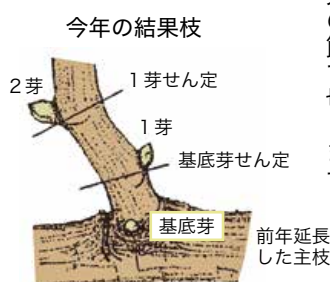 今年の結果枝
2芽
1芽せん定
1芽
基底芽せん定
基底芽
前年延長
した主枝